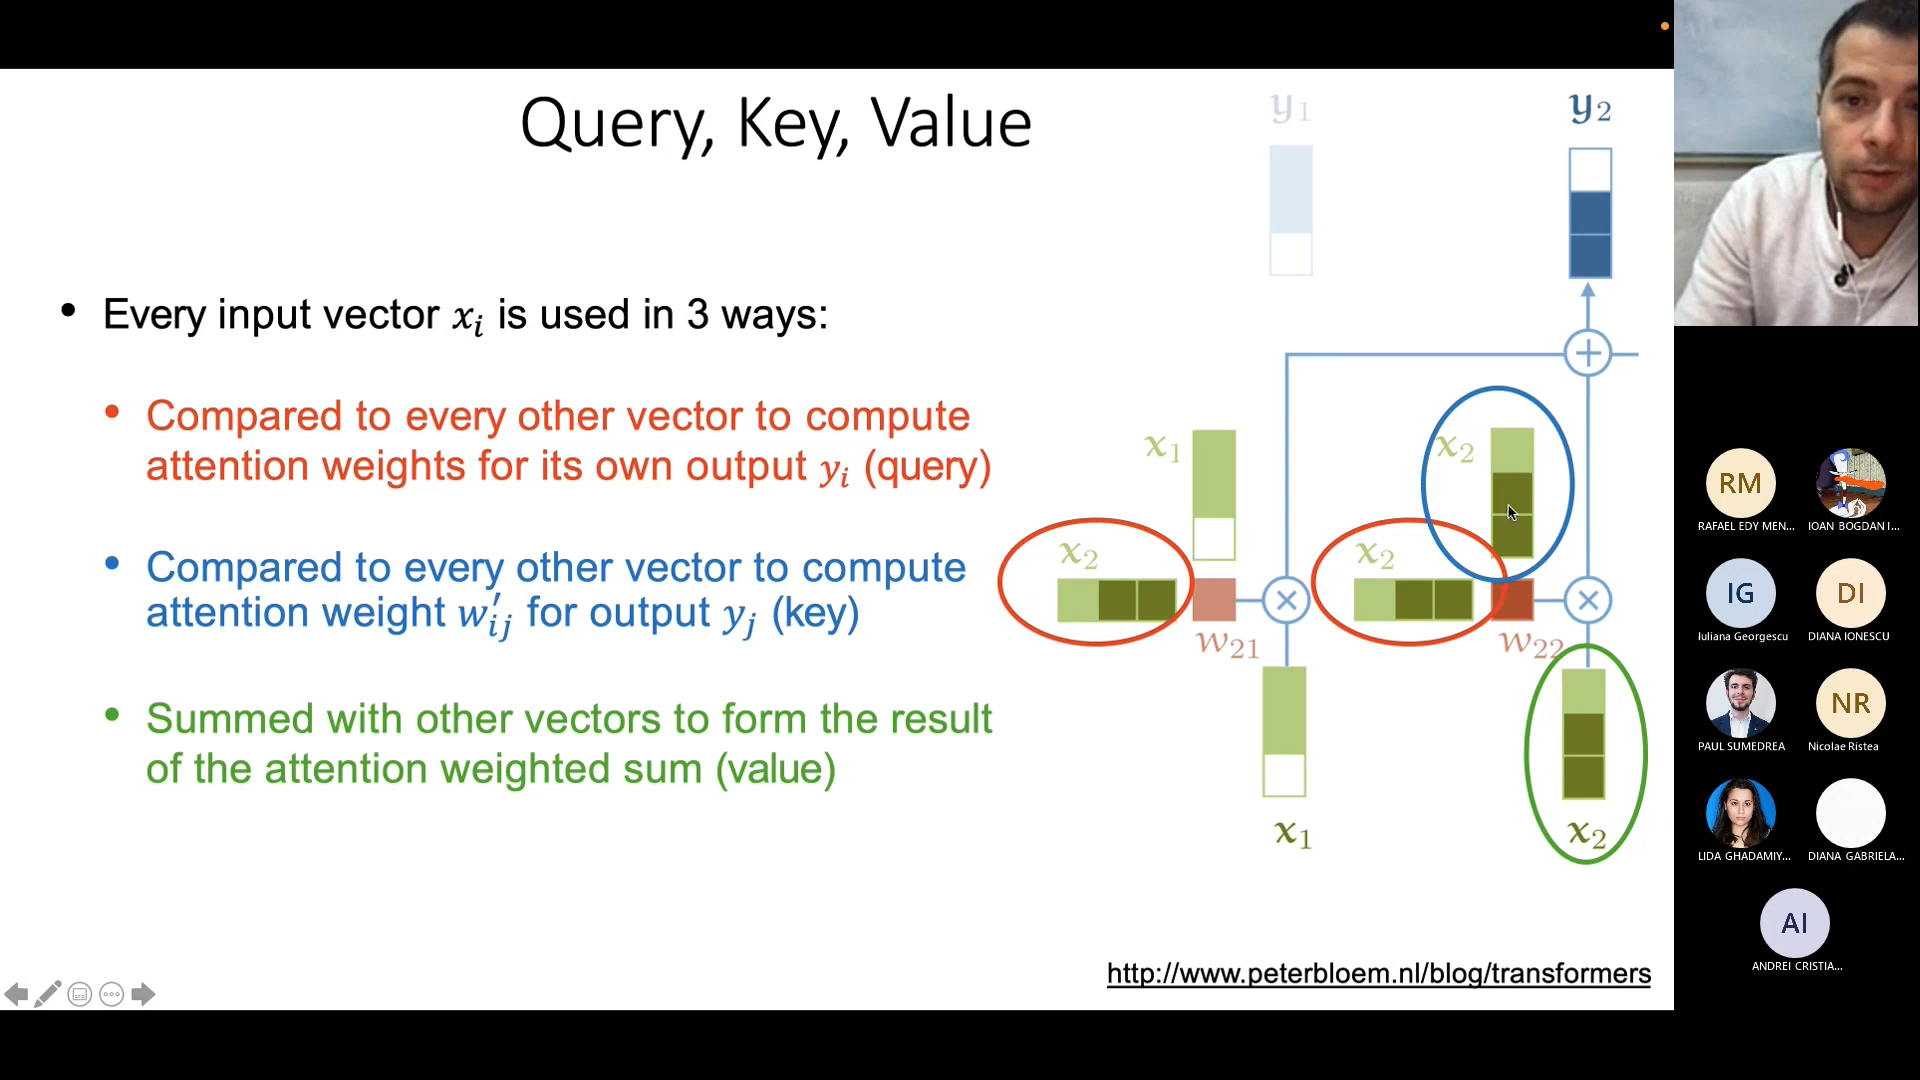 Query, Key, Value
• Every input vector xᵢ is used in 3 ways:
• Compared to every other vector to compute
attention weights for its own output yᵢ (query)
• Compared to every other vector to compute
attention weight w′ᵢⱼ for output yⱼ (key)
• Summed with other vectors to form the result
of the attention weighted sum (value)
y₁
y₂
x₁
x₂
x₂
x₂
w₂₁
w₂₂
x₁
x₂
http://www.peterbloem.nl/blog/transformers
RM
RAFAEL EDY MEN...
IOAN BOGDAN I...
IG
Iuliana Georgescu
DI
DIANA IONESCU
PAUL SUMEDREA
NR
Nicolae Ristea
LIDA GHADAMIY...
DIANA GABRIELA...
AI
ANDREI CRISTIA...